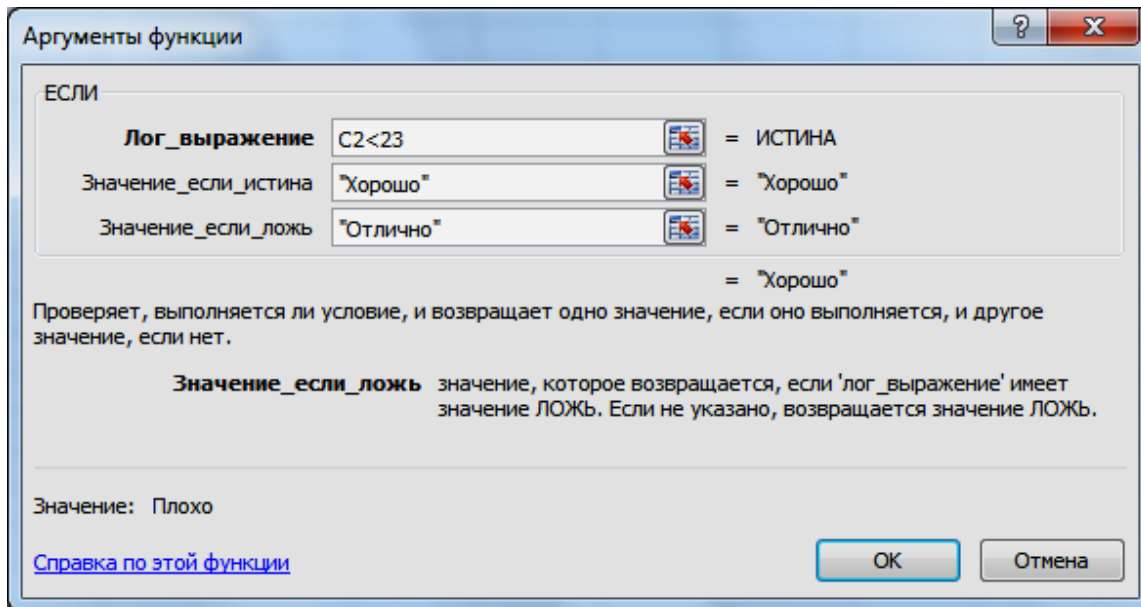 Аргументы функции
ЕСЛИ
Лог_выражение C2<23 = ИСТИНА
Значение_если_истина "Хорошо" = "Хорошо"
Значение_если_ложь "Отлично" = "Отлично"
= "Хорошо"
Проверяет, выполняется ли условие, и возвращает одно значение, если оно выполняется, и другое
значение, если нет.
Значение_если_ложь значение, которое возвращается, если 'лог_выражение' имеет
значение ЛОЖЬ. Если не указано, возвращается значение ЛОЖЬ.
Значение: Плохо
Справка по этой функции
ОК
Отмена